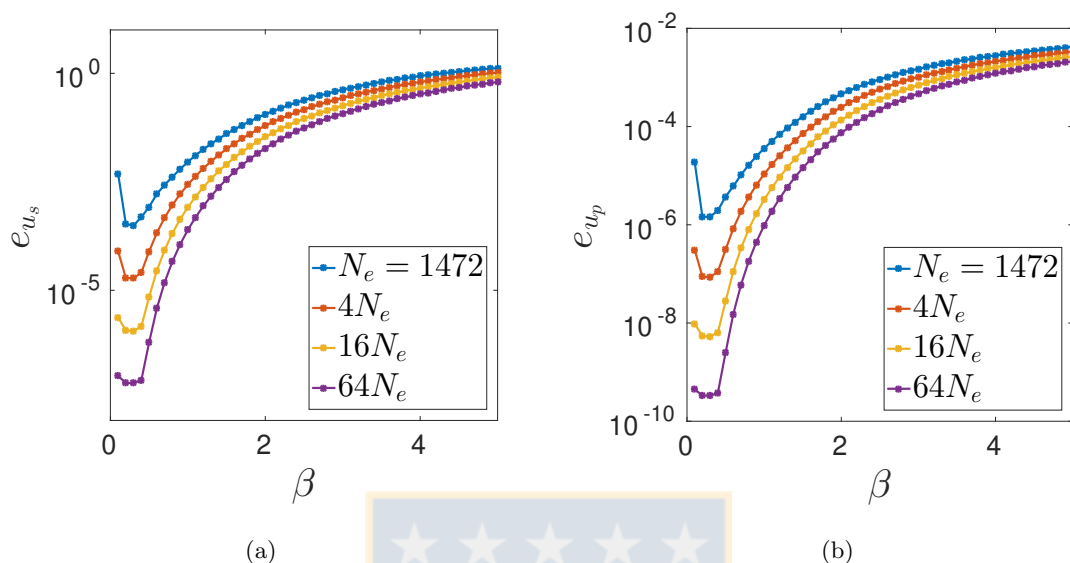 10^0
10^{-5}
e_{u_s}
N_e = 1472
4N_e
16N_e
64N_e
0
2
4
β
(a)
10^{-2}
10^{-4}
10^{-6}
10^{-8}
10^{-10}
e_{u_p}
N_e = 1472
4N_e
16N_e
64N_e
0
2
4
β
(b)